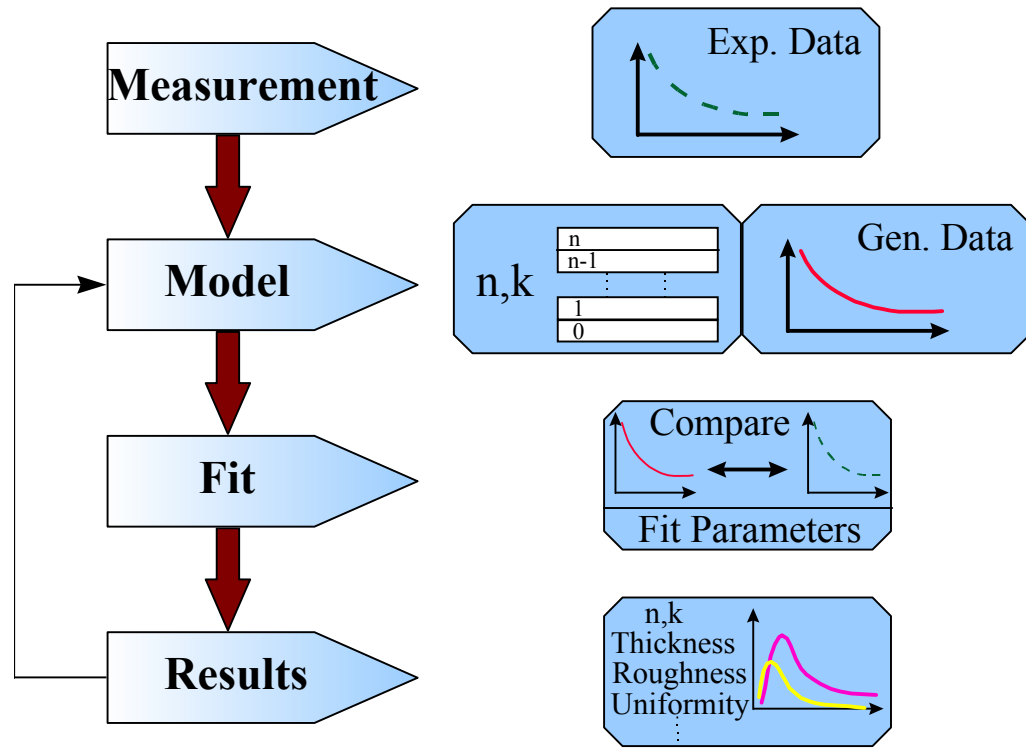 Measurement
Exp. Data
Model
n,k
n
n-1
1
0
Gen. Data
Fit
Compare
Fit Parameters
Results
n,k
Thickness
Roughness
Uniformity